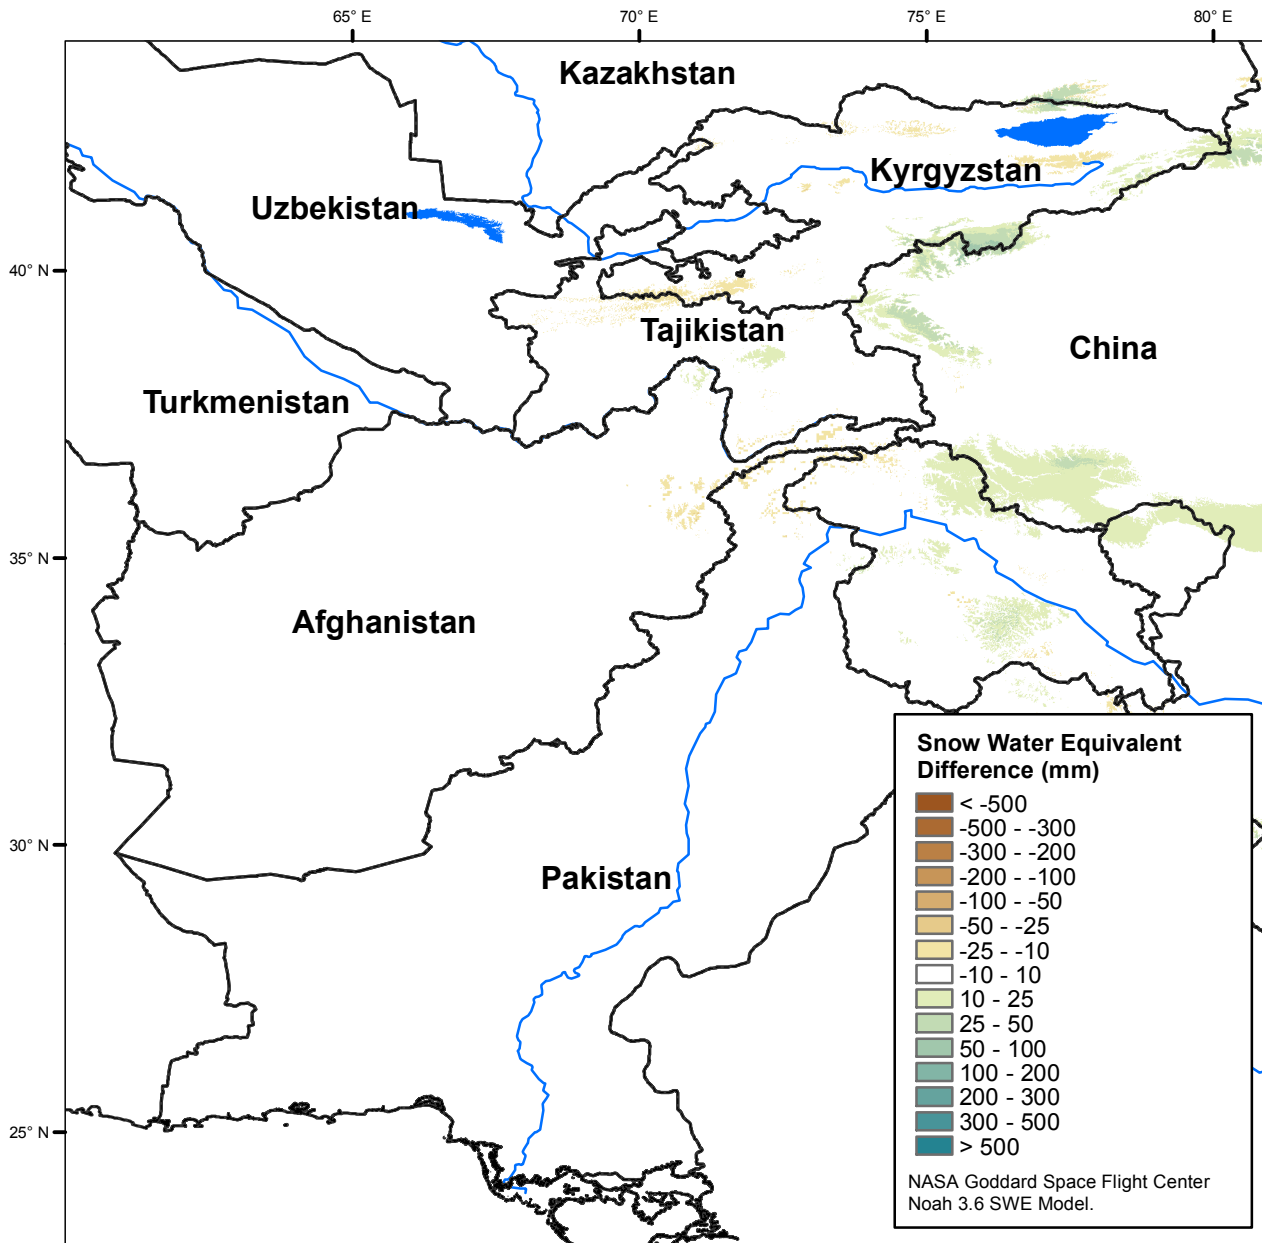 65° E
70° E
75° E
80° E
Kazakhstan
Kyrgyzstan
Uzbekistan
40° N
Tajikistan
China
Turkmenistan
35° N
Afghanistan
30° N
Pakistan
25° N
Snow Water Equivalent
Difference (mm)
< -500
-500 - -300
-300 - -200
-200 - -100
-100 - -50
-50 - -25
-25 - -10
-10 - 10
10 - 25
25 - 50
50 - 100
100 - 200
200 - 300
300 - 500
> 500
NASA Goddard Space Flight Center
Noah 3.6 SWE Model.